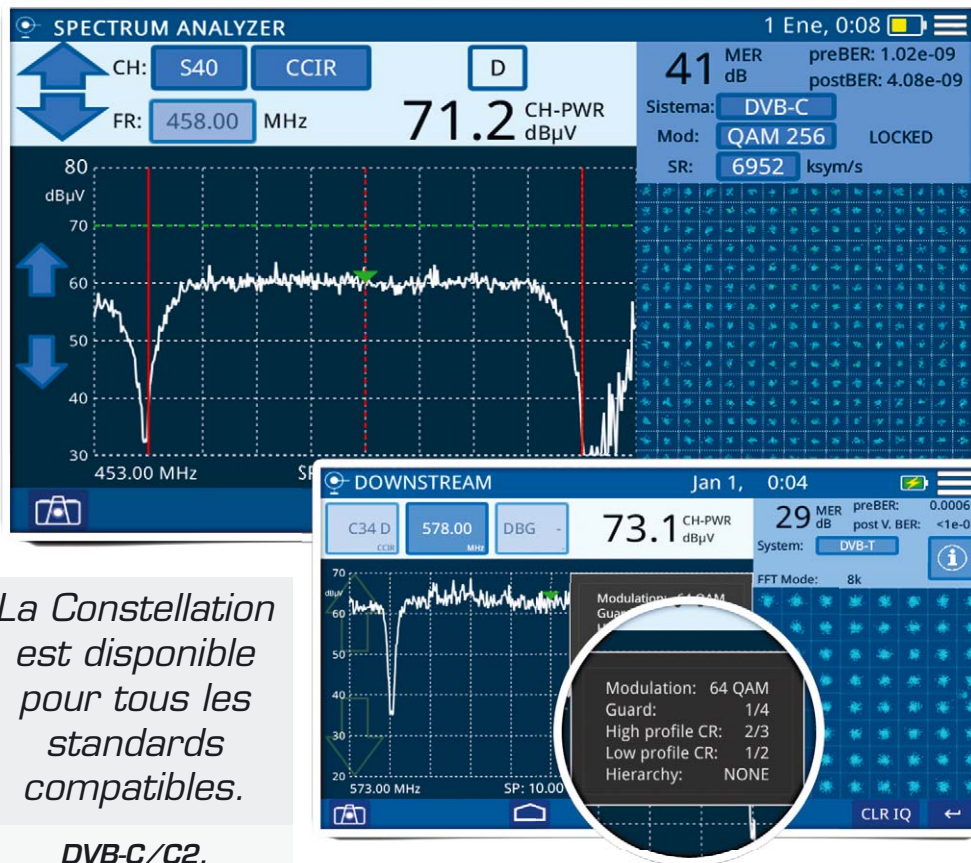 SPECTRUM ANALYZER
1 Ene, 0:08
CH: S40 CCIR D
FR: 458.00 MHz
71.2 CH-PWR dBµV
41 MER dB
preBER: 1.02e-09
postBER: 4.08e-09
Sistema: DVB-C
Mod: QAM 256 LOCKED
SR: 6952 ksym/s
80
dBµV
70
60
50
40
30
453.00 MHz
DOWNSTREAM
Jan 1, 0:04
C34 D CCIR
578.00 MHz
DBG -
73.1 CH-PWR dBµV
29 MER dB
preBER: 0.0006
post V. BER: <1e-0
System: DVB-T
FFT Mode: 8k
70
dBµV
60
50
40
30
20
573.00 MHz
SP: 10.00
Modulation: 64 QAM
Modulation: 64 QAM
Guard: 1/4
High profile CR: 2/3
Low profile CR: 1/2
Hierarchy: NONE
CLR IQ
La Constellation
est disponible
pour tous les
standards
compatibles.
DVB-C/C2,